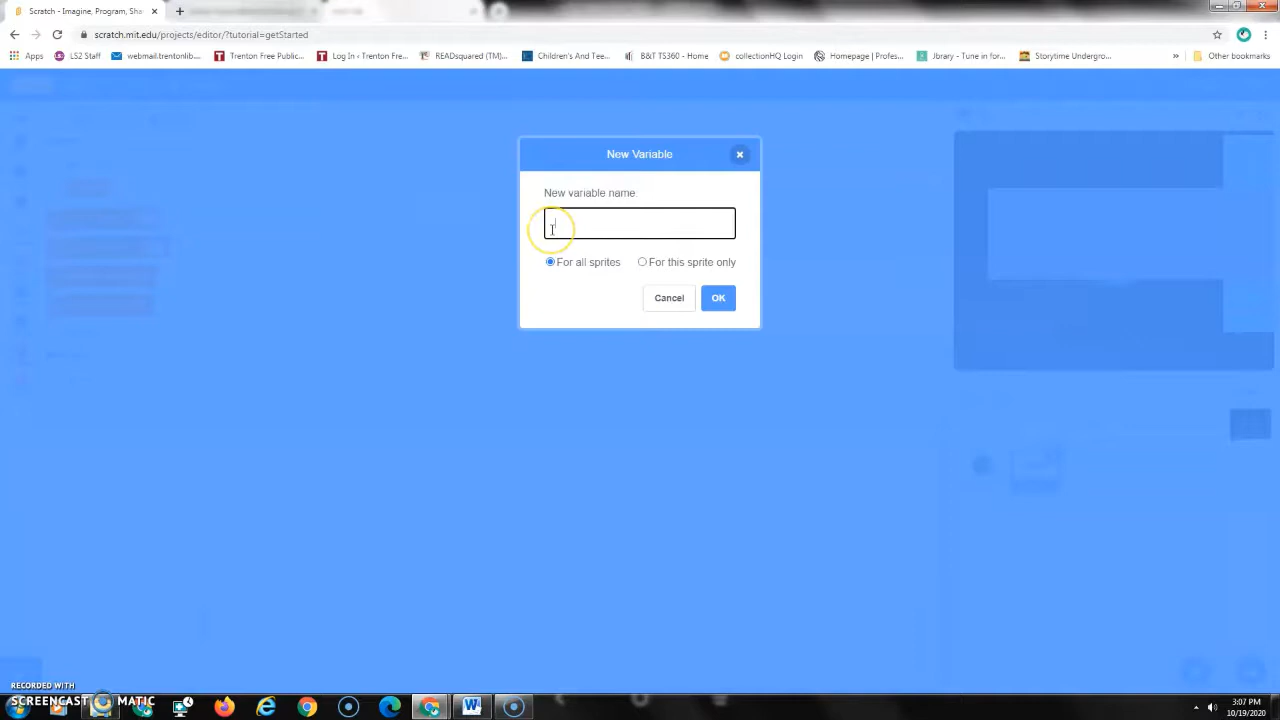 Scratch - Imagine, Program, Sha
scratch.mit.edu/projects/editor/?tutorial=getStarted
Apps LS2 Staff webmail.trentonlib... Trenton Free Public... Log In ‹ Trenton Fre... READsquared (TM)... Children's And Tee... B&T TS360 - Home collectionHQ Login Homepage | Profes... Jbrary - Tune in for... Storytime Undergro... » Other bookmarks
New Variable
New variable name:
For all sprites For this sprite only
Cancel OK
RECORDED WITH
SCREENCAST MATIC
3:07 PM
10/19/2020